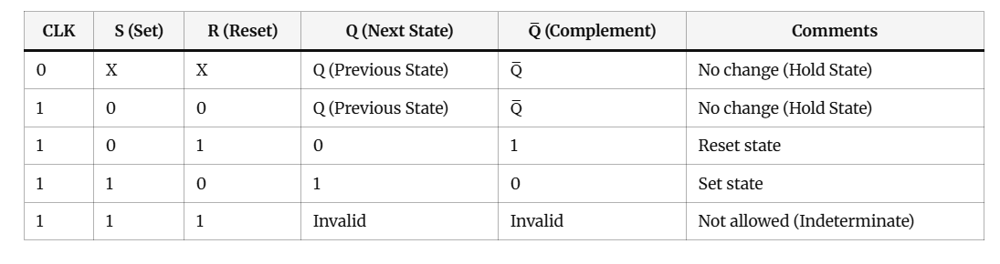 CLK S (Set) R (Reset) Q (Next State) Q̅ (Complement) Comments
0 X X Q (Previous State) Q̅ No change (Hold State)
1 0 0 Q (Previous State) Q̅ No change (Hold State)
1 0 1 0 1 Reset state
1 1 0 1 0 Set state
1 1 1 Invalid Invalid Not allowed (Indeterminate)